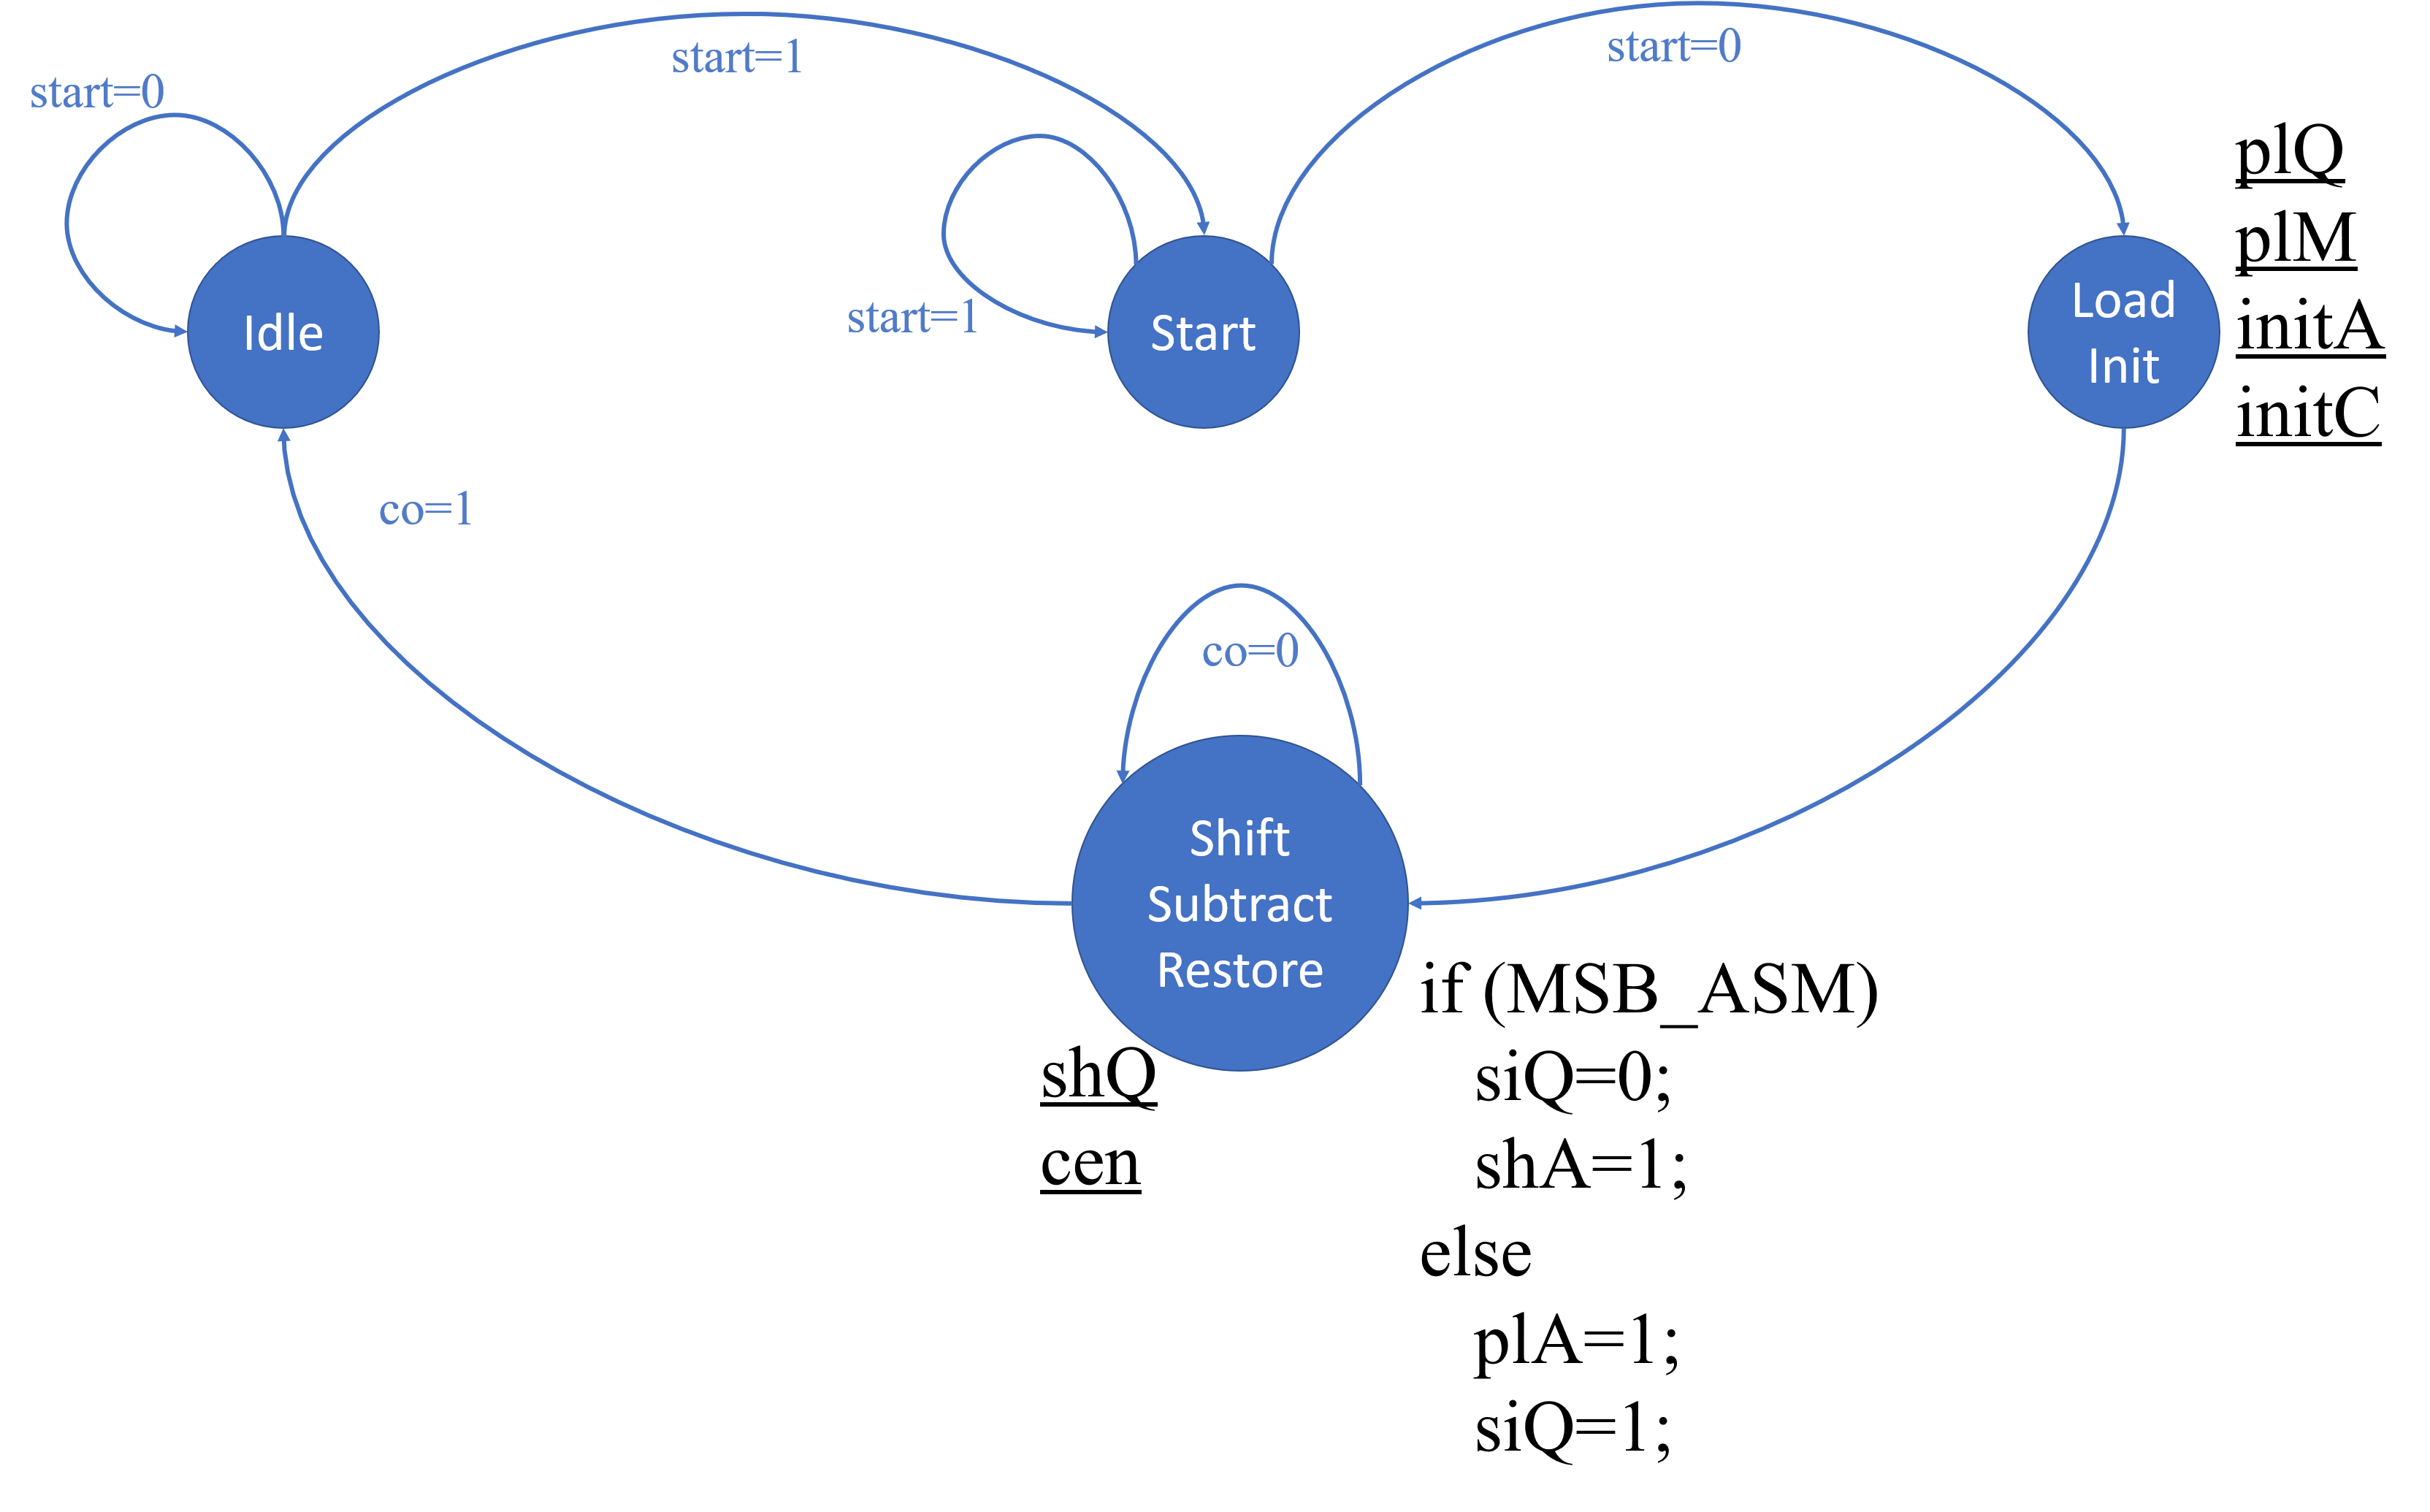 start=0
start=1
start=0
plQ
plM
initA
initC
Idle
start=1
Start
Load
Init
co=1
co=0
Shift
Subtract
Restore
shQ
cen
if (MSB_ASM)
siQ=0;
shA=1;
else
plA=1;
siQ=1;